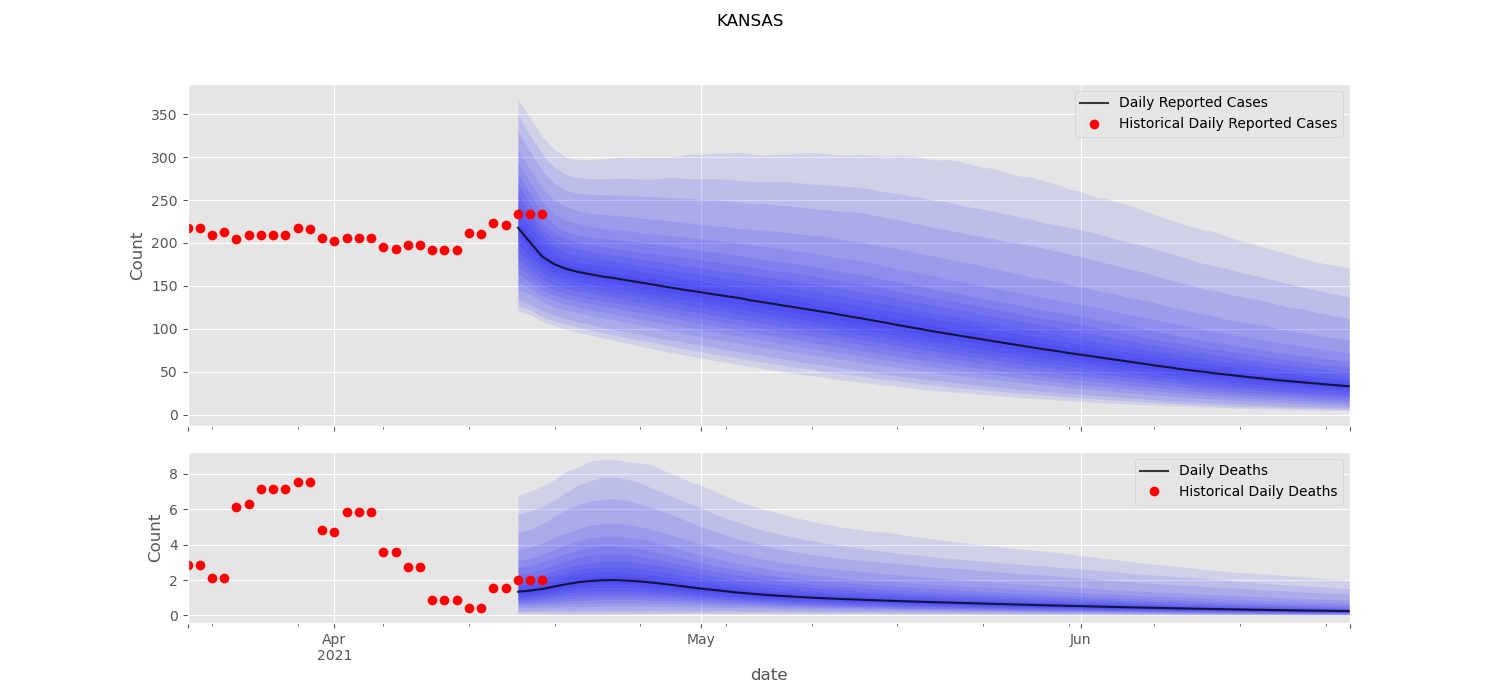 KANSAS
Daily Reported Cases
Historical Daily Reported Cases
Count
350
300
250
200
150
100
50
0
Daily Deaths
Historical Daily Deaths
Count
8
6
4
2
0
Apr
2021
May
Jun
date